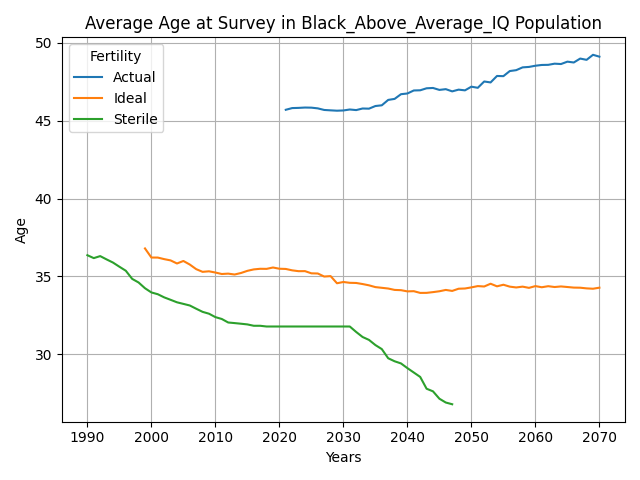 Average Age at Survey in Black_Above_Average_IQ Population
Fertility
Actual
Ideal
Sterile
Age
50
45
40
35
30
1990 2000 2010 2020 2030 2040 2050 2060 2070
Years